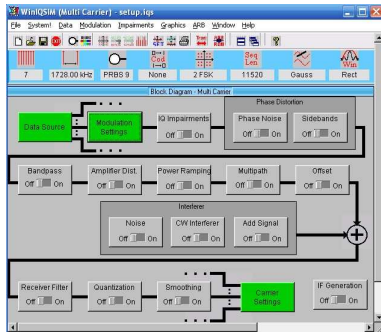 WinIQSIM (Multi Carrier) - setup.iqs
File System! Data Modulation Impairments Graphics ARB Window Help
7 1728.00 kHz PRBS 9 None 2 FSK 11520 Gauss Rect
Block Diagram - Multi Carrier
Phase Distortion
Data Source Modulation Settings IQ Impairments Off On Phase Noise Off On Sidebands Off On
Bandpass Amplifier Dist. Power Ramping Multipath Offset
Off On Off On Off On Off On Off On
Interferer
Noise CW Interferer Add Signal
Off On Off On Off On
Receiver Filter Quantization Smoothing Carrier Settings IF Generation
Off On Off On Off On Off On